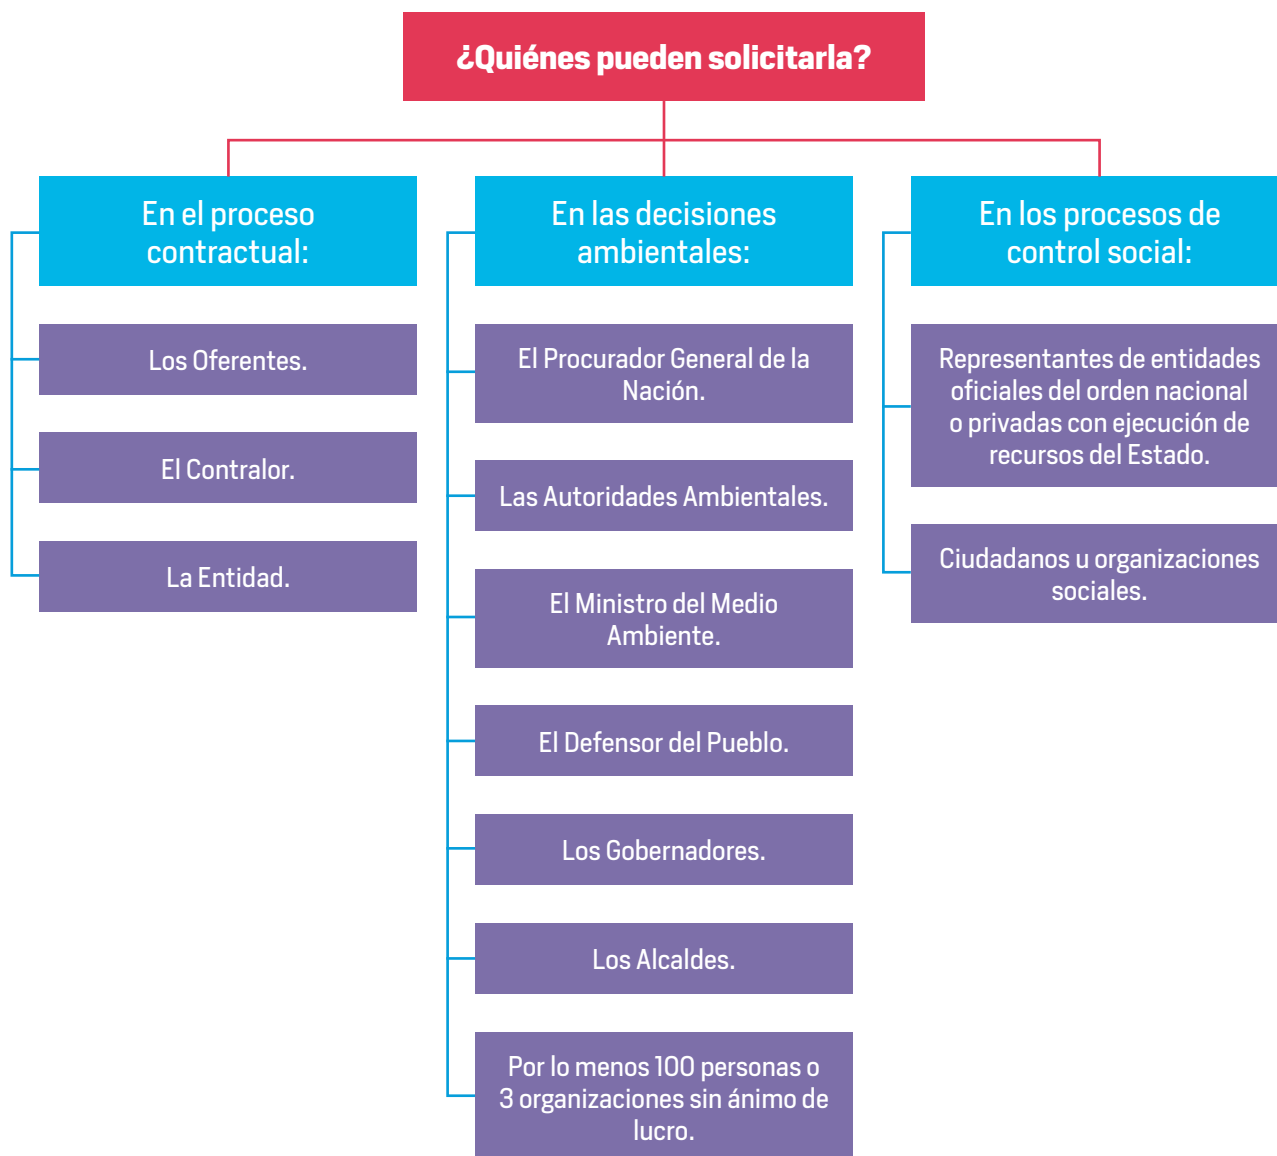 ¿Quiénes pueden solicitarla?
En el proceso
contractual:
Los Oferentes.
El Contralor.
La Entidad.
En las decisiones
ambientales:
El Procurador General de la
Nación.
Las Autoridades Ambientales.
El Ministro del Medio
Ambiente.
El Defensor del Pueblo.
Los Gobernadores.
Los Alcaldes.
Por lo menos 100 personas o
3 organizaciones sin ánimo de
lucro.
En los procesos de
control social:
Representantes de entidades
oficiales del orden nacional
o privadas con ejecución de
recursos del Estado.
Ciudadanos u organizaciones
sociales.